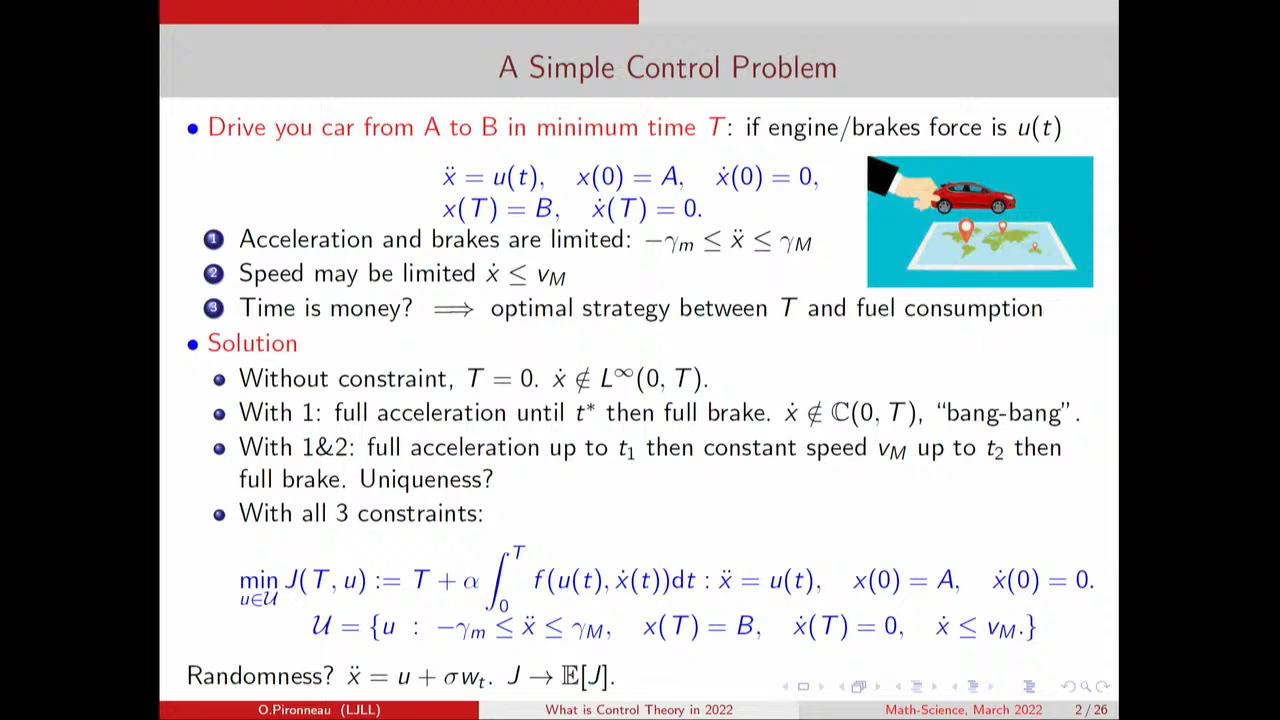 A Simple Control Problem
• Drive you car from A to B in minimum time T: if engine/brakes force is u(t)
ẍ = u(t), x(0) = A, ẋ(0) = 0,
x(T) = B, ẋ(T) = 0.
1 Acceleration and brakes are limited: −γm ≤ ẍ ≤ γM
2 Speed may be limited ẋ ≤ vM
3 Time is money? ⟹ optimal strategy between T and fuel consumption
• Solution
• Without constraint, T = 0. ẋ ∉ L∞(0, T).
• With 1: full acceleration until t* then full brake. ẋ ∉ ℂ(0, T), “bang-bang”.
• With 1&2: full acceleration up to t1 then constant speed vM up to t2 then
full brake. Uniqueness?
• With all 3 constraints:
min u∈𝒰 J(T, u) := T + α ∫₀ᵀ f(u(t), ẋ(t))dt : ẍ = u(t), x(0) = A, ẋ(0) = 0.
𝒰 = {u : −γm ≤ ẍ ≤ γM, x(T) = B, ẋ(T) = 0, ẋ ≤ vM.}
Randomness? ẍ = u + σwt. J → 𝔼[J].
O.Pironneau (LJLL) What is Control Theory in 2022 Math-Science, March 2022 2 / 26